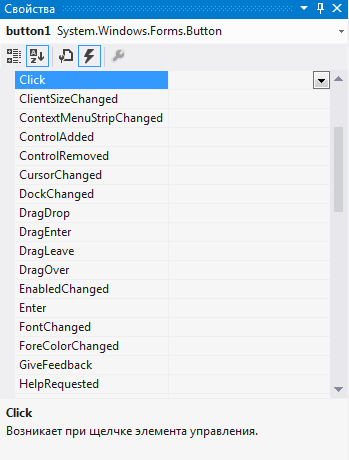 Свойства
button1 System.Windows.Forms.Button
Click
ClientSizeChanged
ContextMenuStripChanged
ControlAdded
ControlRemoved
CursorChanged
DockChanged
DragDrop
DragEnter
DragLeave
DragOver
EnabledChanged
Enter
FontChanged
ForeColorChanged
GiveFeedback
HelpRequested
Click
Возникает при щелчке элемента управления.